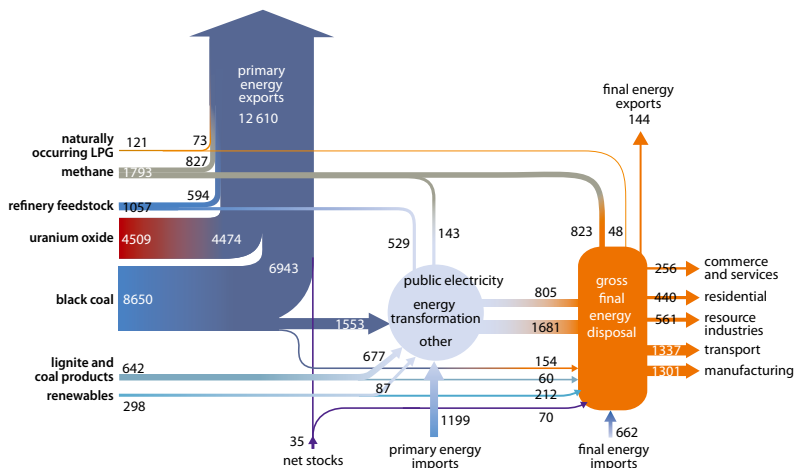 primary
energy
exports
12 610
final energy
exports
144
naturally
occurring LPG
121
73
methane
1793
827
refinery feedstock
1057
594
uranium oxide
4509
4474
black coal
8650
6943
1553
lignite and
coal products
642
677
renewables
298
87
35
net stocks
529
143
823
48
public electricity
energy
transformation
other
805
1681
154
60
212
70
1199
primary energy
imports
gross
final
energy
disposal
662
final energy
imports
256
commerce
and services
440
residential
561
resource
industries
1337
transport
1301
manufacturing